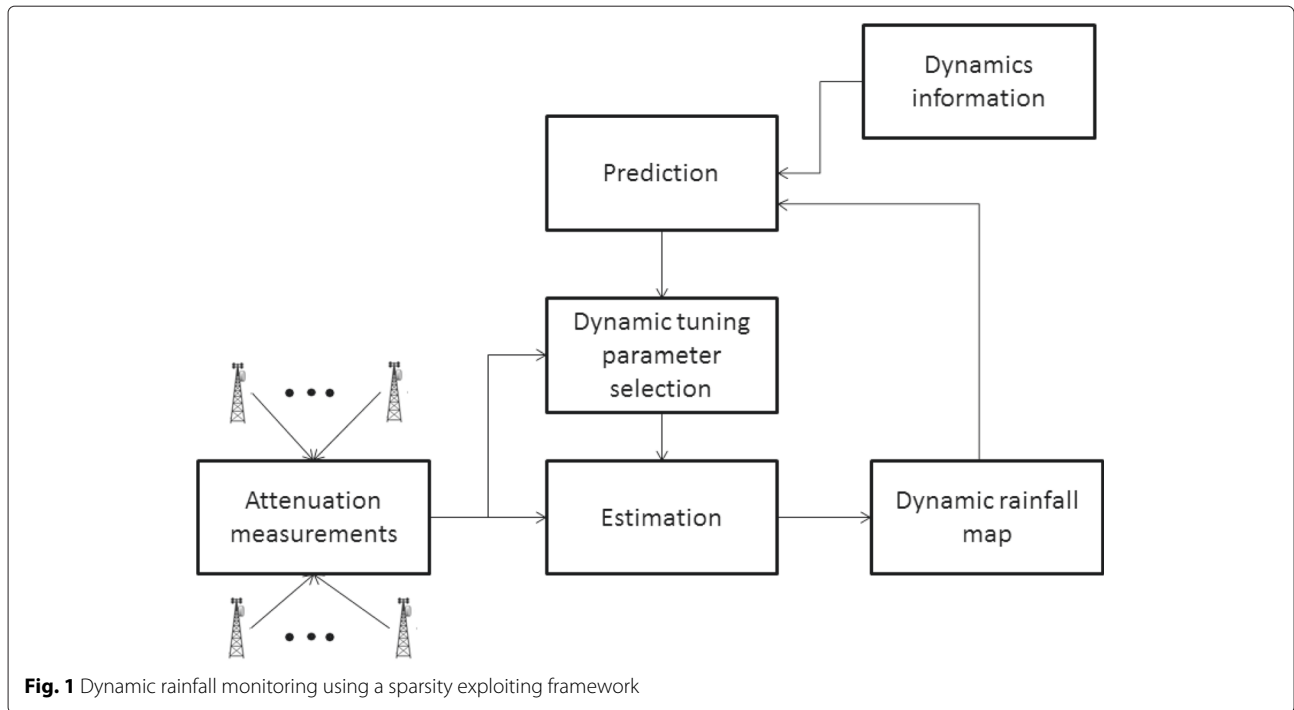 Dynamics
information
Prediction
Dynamic tuning
parameter
selection
Attenuation
measurements
Estimation
Dynamic rainfall
map
Fig. 1 Dynamic rainfall monitoring using a sparsity exploiting framework